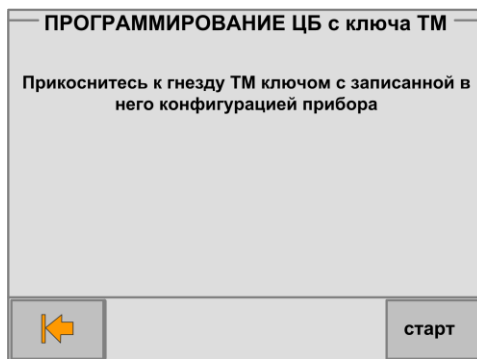 ПРОГРАММИРОВАНИЕ ЦБ с ключа ТМ
Прикоснитесь к гнезду ТМ ключом с записанной в
него конфигурацией прибора
старт